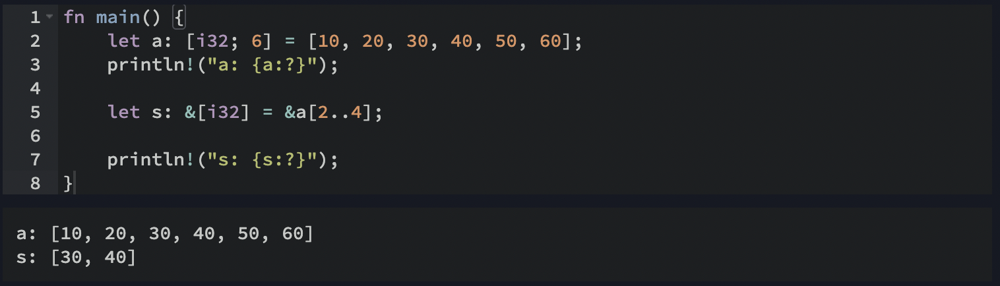 1 fn main() {
2     let a: [i32; 6] = [10, 20, 30, 40, 50, 60];
3     println!("a: {a:?}");
4
5     let s: &[i32] = &a[2..4];
6
7     println!("s: {s:?}");
8 }
a: [10, 20, 30, 40, 50, 60]
s: [30, 40]